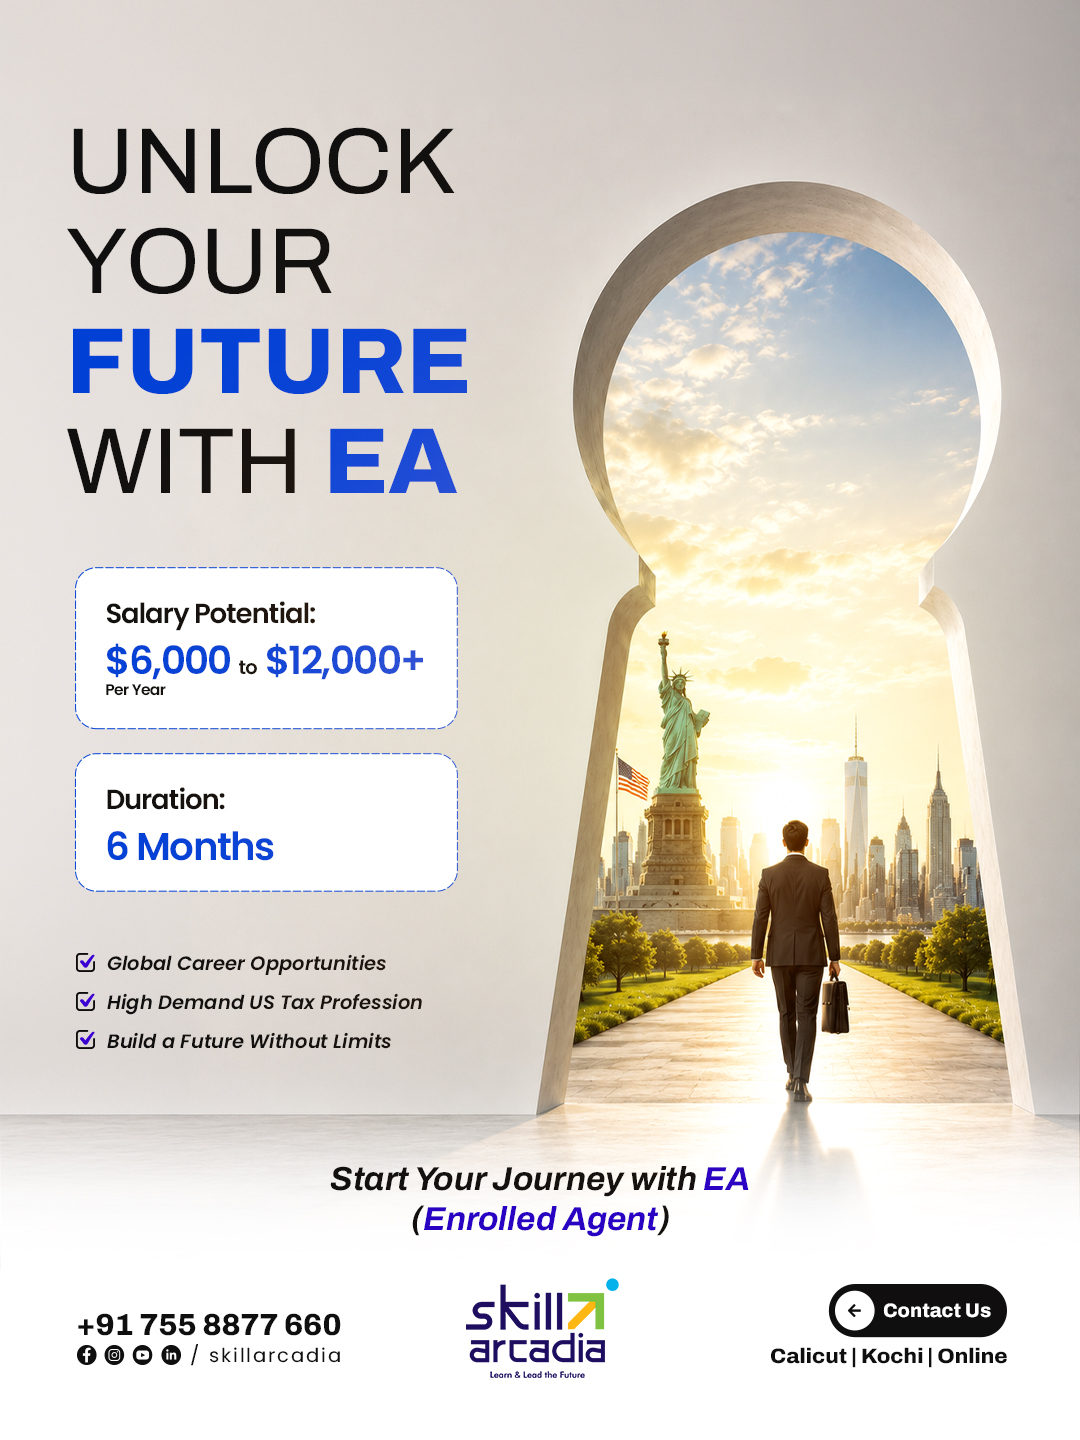 UNLOCK
YOUR
FUTURE
WITH EA
Salary Potential:
$6,000 to $12,000+
Per Year
Duration:
6 Months
Global Career Opportunities
High Demand US Tax Profession
Build a Future Without Limits
Start Your Journey with EA
(Enrolled Agent)
+91 755 8877 660
/ skillarcadia
skill
arcadia
Learn & Lead the Future
Contact Us
Calicut | Kochi | Online